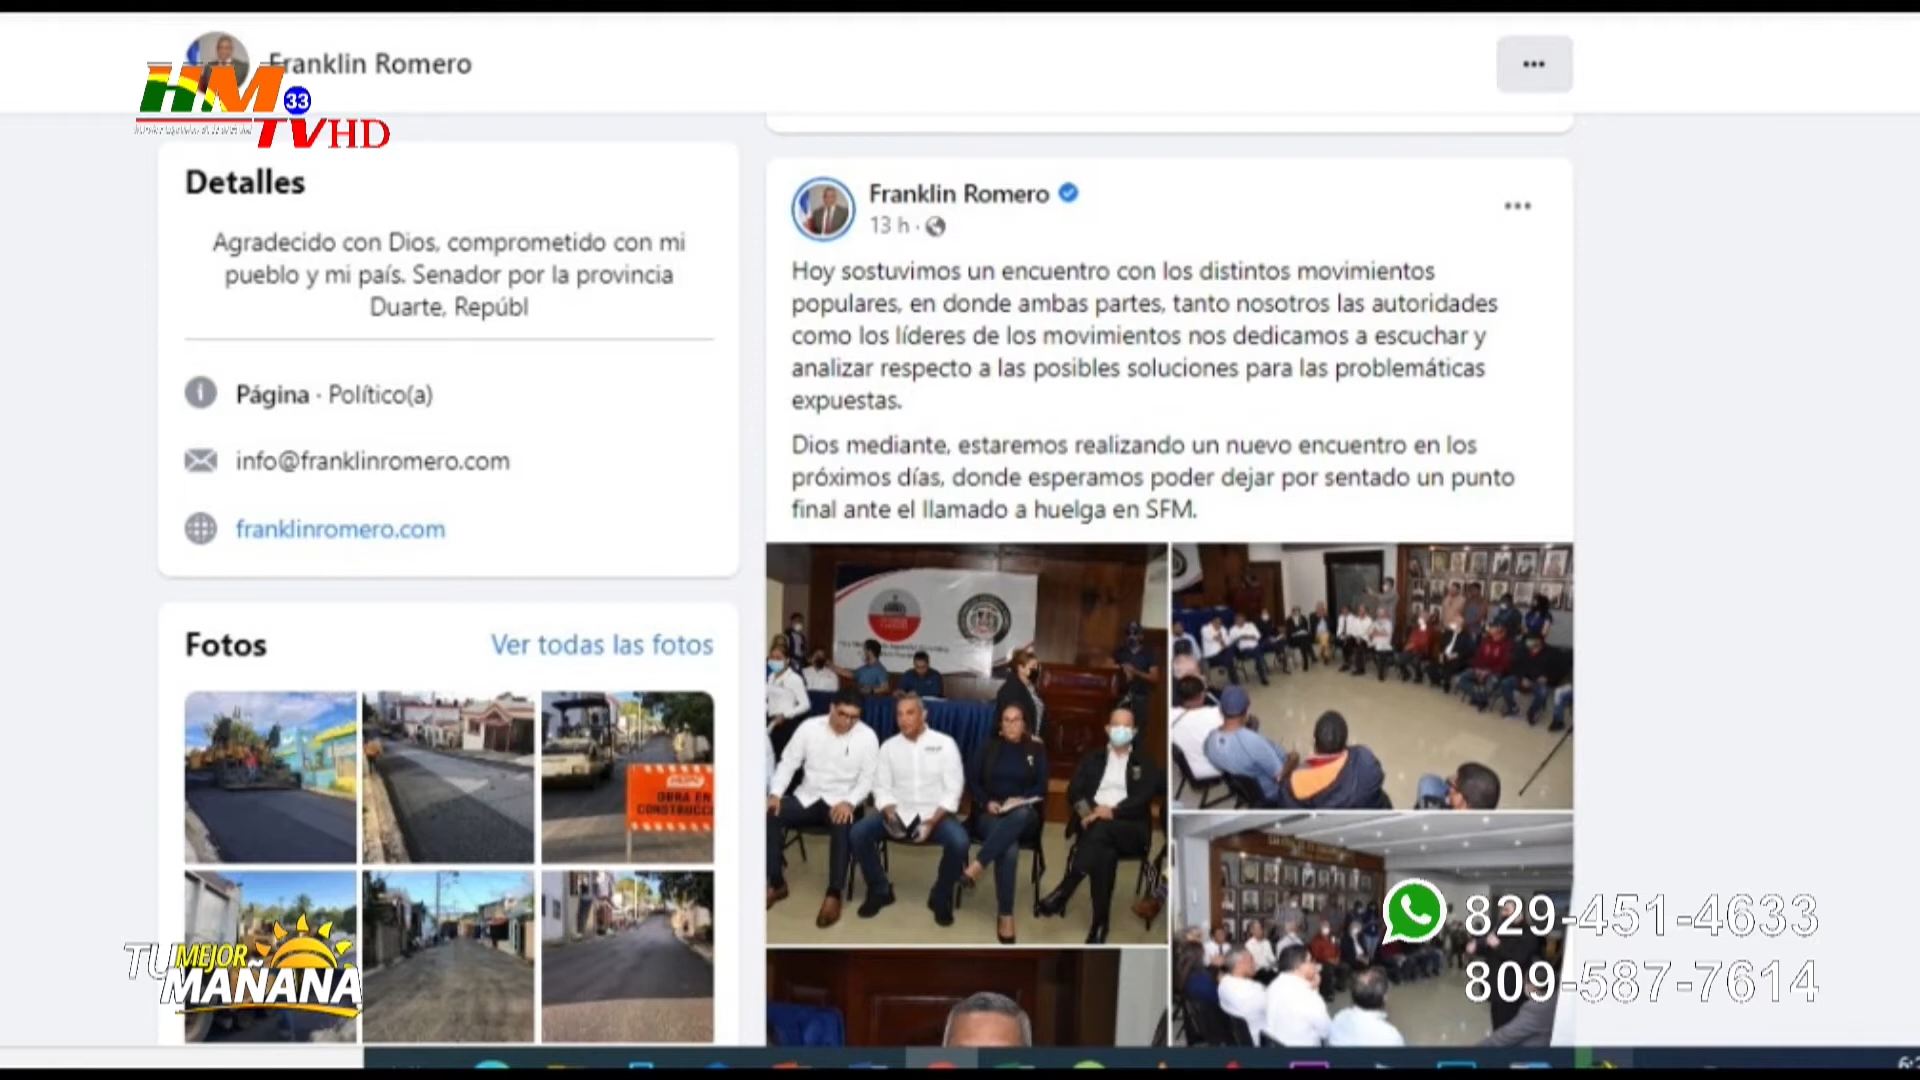 Franklin Romero
HM
33
TV HD
Detalles
Agradecido con Dios, comprometido con mi
pueblo y mi país. Senador por la provincia
Duarte, Repúbl
Página · Político(a)
info@franklinromero.com
franklinromero.com
Fotos
Ver todas las fotos
OBRA EN
CONSTRUCCI
TU MEJOR
MAÑANA
Franklin Romero
13 h ·
Hoy sostuvimos un encuentro con los distintos movimientos
populares, en donde ambas partes, tanto nosotros las autoridades
como los líderes de los movimientos nos dedicamos a escuchar y
analizar respecto a las posibles soluciones para las problemáticas
expuestas.
Dios mediante, estaremos realizando un nuevo encuentro en los
próximos días, donde esperamos poder dejar por sentado un punto
final ante el llamado a huelga en SFM.
829-451-4633
809-587-7614